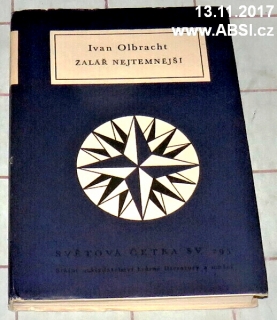 13.11.2017
www.ABSI.cz
Ivan Olbracht
ŽALÁŘ NEJTEMNĚJŠÍ
SVĚTOVÁ ČETBA SV.